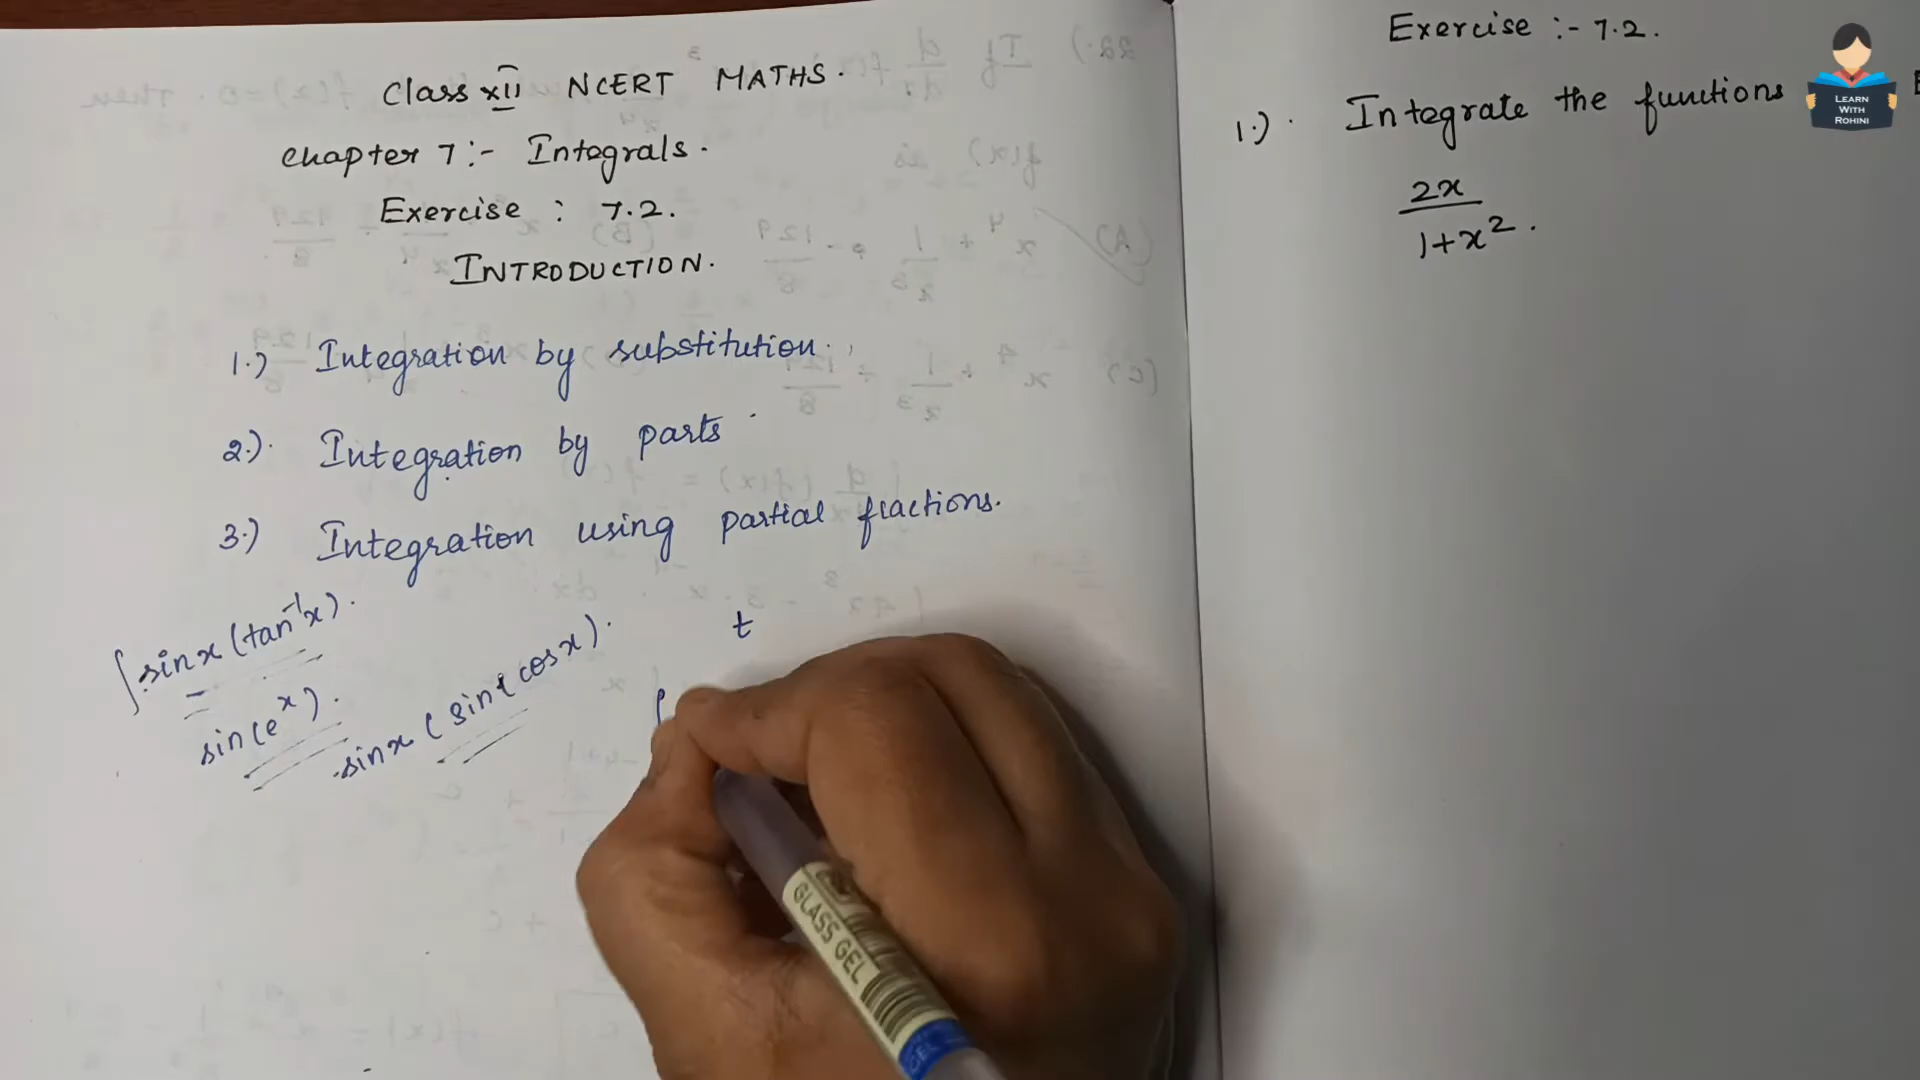 Class XII NCERT MATHS.
Chapter 7:- Integrals.
Exercise : 7.2.
INTRODUCTION.
1.) Integration by substitution.
2.) Integration by parts
3.) Integration using partial fractions.
∫sinx (tan⁻¹x).
sin(eˣ).
sinx (sinx cosx).
t
∫
GLASS GEL
Exercise :- 7.2.
1.) Integrate the functions
2x
1+x².
LEARN
WITH
ROHINI